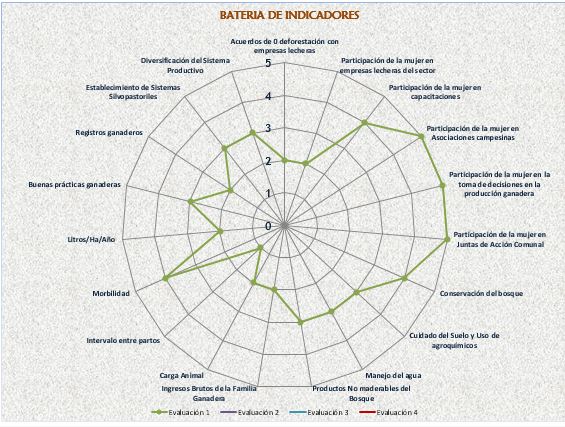 BATERIA DE INDICADORES
Acuerdos de 0 deforestación con
empresas lecheras
Participación de la mujer en
empresas lecheras del sector
Participación de la mujer en
capacitaciones
Participación de la mujer en
Asociaciones campesinas
Participación de la mujer en la
toma de decisiones en la
producción ganadera
Participación de la mujer en
Juntas de Acción Comunal
Conservación del bosque
Cuidado del Suelo y Uso de
agroquímicos
Manejo del agua
Productos No maderables del
Bosque
Ingresos Brutos de la Familia
Ganadera
Carga Animal
Intervalo entre partos
Morbilidad
Litros/Ha/Año
Buenas prácticas ganaderas
Registros ganaderos
Establecimiento de Sistemas
Silvopastoriles
Diversificación del Sistema
Productivo
5
4
3
2
1
0
Evaluación 1 Evaluación 2 Evaluación 3 Evaluación 4